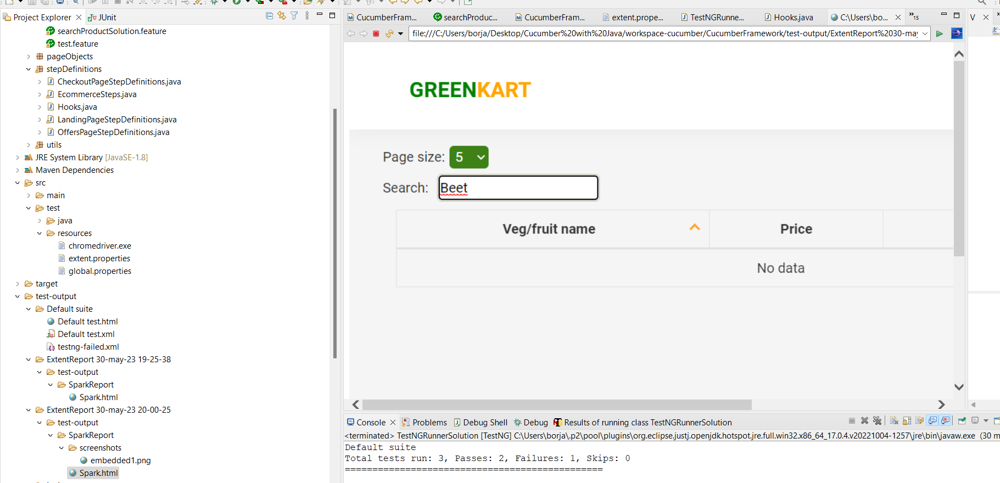 Project Explorer
JUnit
searchProductSolution.feature
test.feature
pageObjects
stepDefinitions
CheckoutPageStepDefinitions.java
EcommerceSteps.java
Hooks.java
LandingPageStepDefinitions.java
OffersPageStepDefinitions.java
utils
JRE System Library [JavaSE-1.8]
Maven Dependencies
src
main
test
java
resources
chromedriver.exe
extent.properties
global.properties
target
test-output
Default suite
Default test.html
Default test.xml
testng-failed.xml
ExtentReport 30-may-23 19-25-38
test-output
SparkReport
Spark.html
ExtentReport 30-may-23 20-00-25
test-output
SparkReport
screenshots
embedded1.png
Spark.html
CucumberFram...
searchProduc...
CucumberFram...
extent.prope...
TestNGRunne...
Hooks.java
C:\Users\bo...
15
V
file:///C:/Users/borja/Desktop/Cucumber%20with%20Java/workspace-cucumber/CucumberFramework/test-output/ExtentReport%2030-may
GREENKART
Page size: 5
Search: Beet
Veg/fruit name
Price
No data
Console
Problems
Debug Shell
Debug
Results of running class TestNGRunnerSolution
<terminated> TestNGRunnerSolution [TestNG] C:\Users\borja\.p2\pool\plugins\org.eclipse.justj.openjdk.hotspot.jre.full.win32.x86_64_17.0.4.v20221004-1257\jre\bin\javaw.exe (30 m
Default suite
Total tests run: 3, Passes: 2, Failures: 1, Skips: 0
===============================================